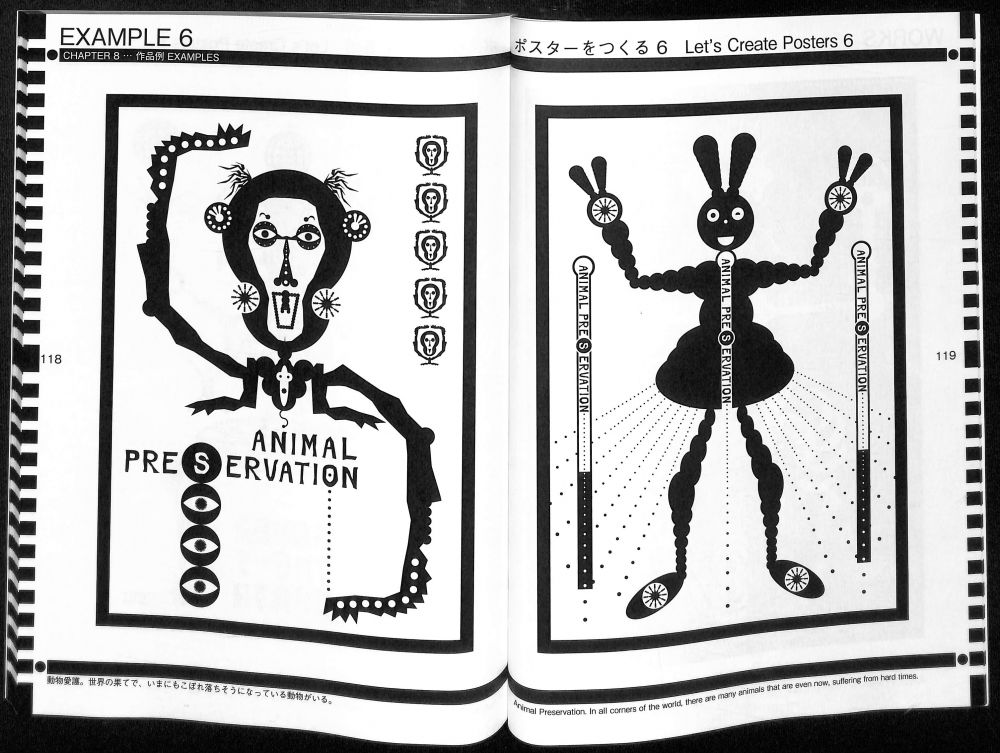 EXAMPLE 6
CHAPTER 8 … 作品例 EXAMPLES
ポスターをつくる 6 Let's Create Posters 6
118
ANIMAL
PRESERVATION
ANIMAL PRESERVATION
ANIMAL PRESERVATION
ANIMAL PRESERVATION
119
動物愛護。世界の果てで、いまにもこぼれ落ちそうになっている動物がいる。
Animal Preservation. In all corners of the world, there are many animals that are even now, suffering from hard times.